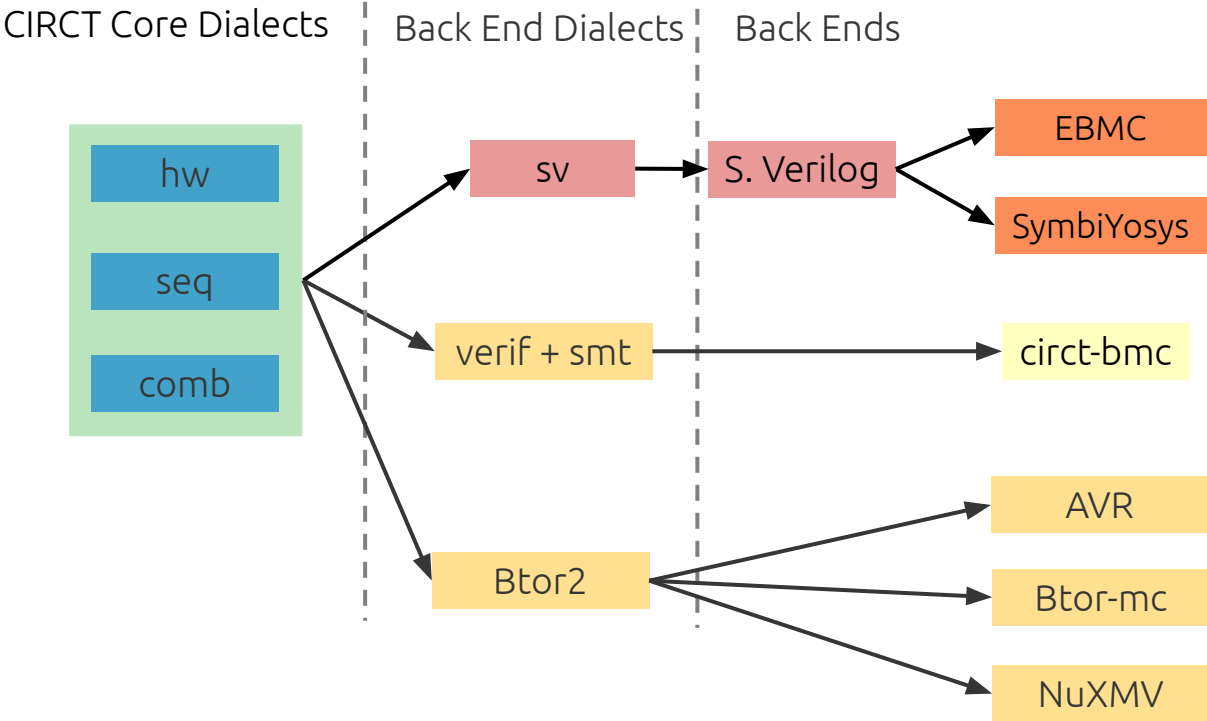 CIRCT Core Dialects
Back End Dialects
Back Ends
hw
seq
comb
sv
S. Verilog
EBMC
SymbiYosys
verif + smt
circt-bmc
Btor2
AVR
Btor-mc
NuXMV